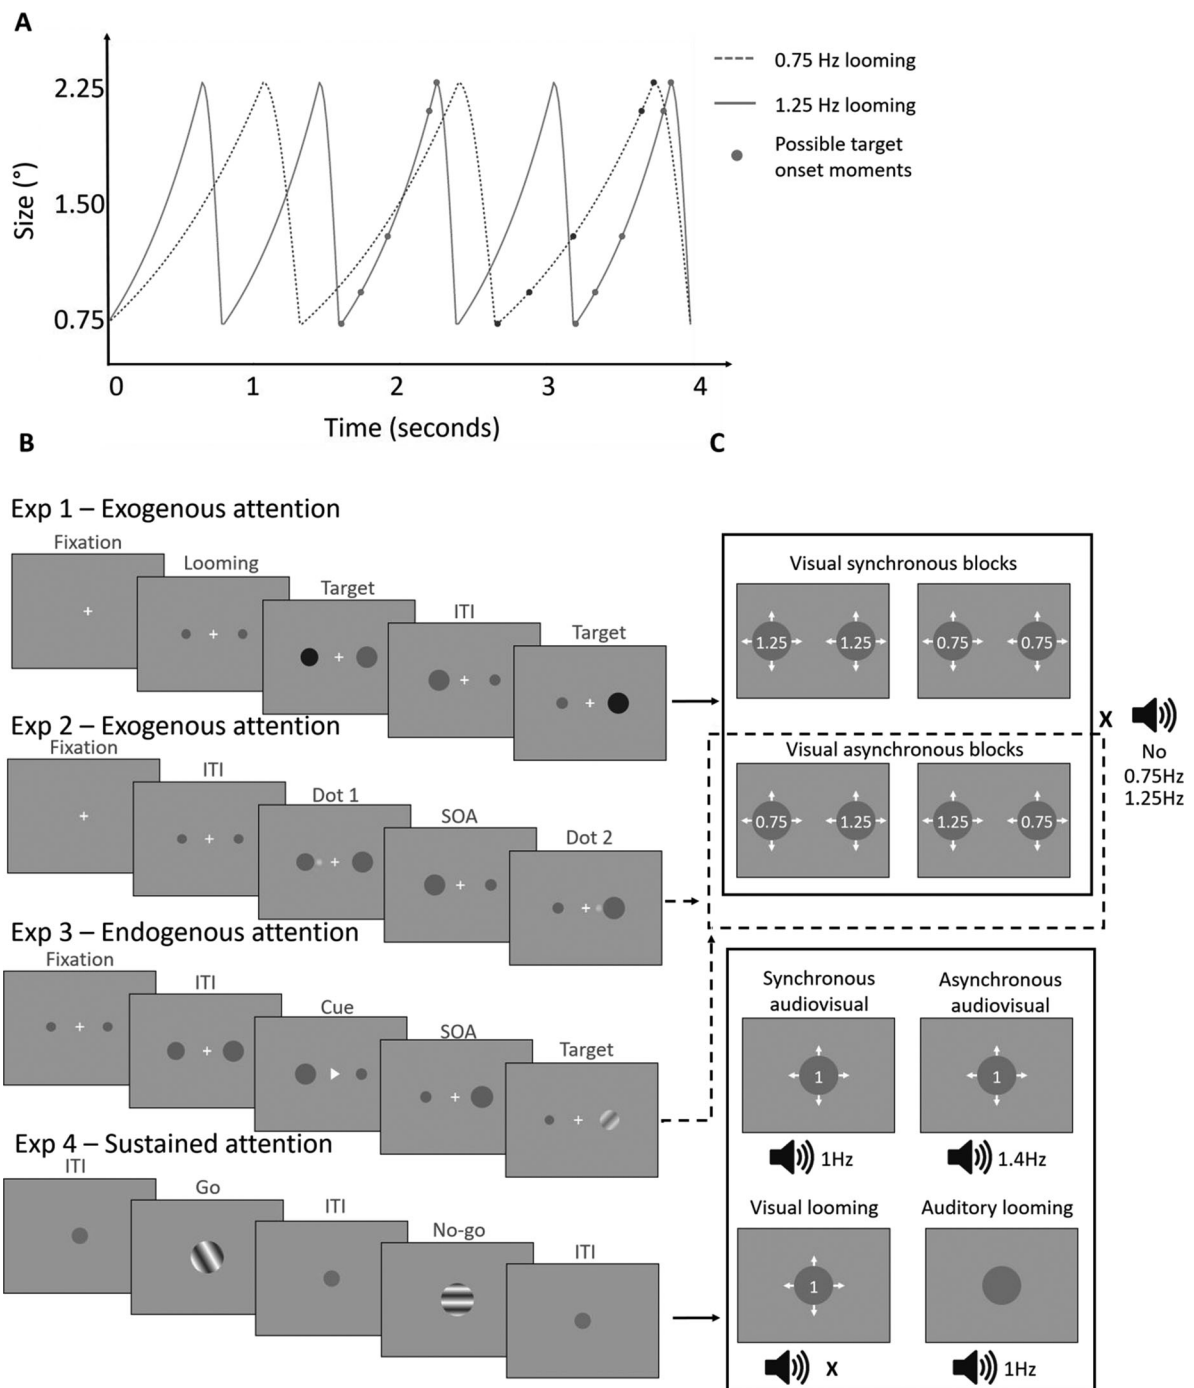 A
2.25
1.50
0.75
Size (°)
0
1
2
3
4
Time (seconds)
0.75 Hz looming
1.25 Hz looming
Possible target
onset moments
B
Exp 1 – Exogenous attention
Fixation
Looming
Target
ITI
Target
Exp 2 – Exogenous attention
Fixation
ITI
Dot 1
SOA
Dot 2
Exp 3 – Endogenous attention
Fixation
ITI
Cue
SOA
Target
Exp 4 – Sustained attention
ITI
Go
ITI
No-go
ITI
C
Visual synchronous blocks
1.25 1.25 0.75 0.75
Visual asynchronous blocks
0.75 1.25 1.25 0.75
X
No
0.75Hz
1.25Hz
Synchronous
audiovisual
1
1Hz
Asynchronous
audiovisual
1
1.4Hz
Visual looming
1
X
Auditory looming
1Hz